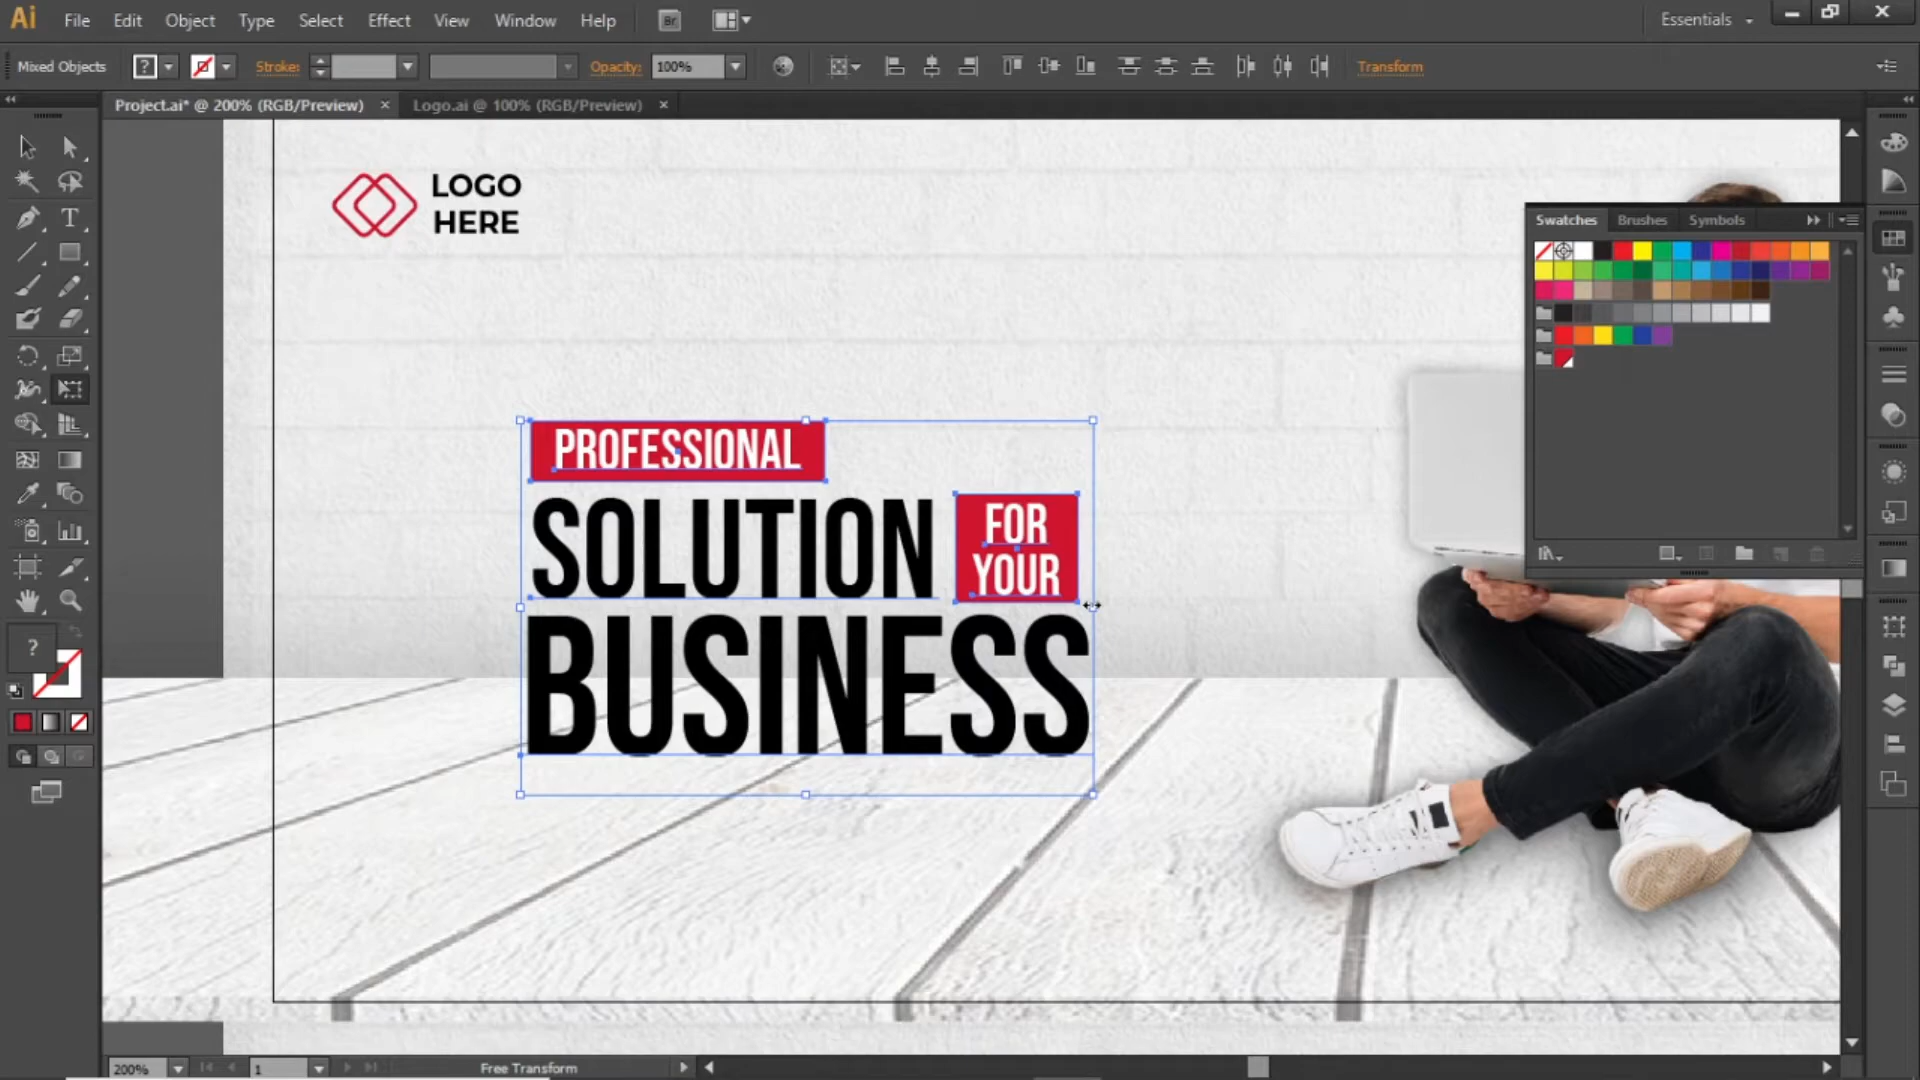 Ai File Edit Object Type Select Effect View Window Help Br Essentials
Mixed Objects ? Stroke: Opacity: 100% Transform
Project.ai* @ 200% (RGB/Preview) × Logo.ai @ 100% (RGB/Preview) ×
LOGO
HERE
Swatches Brushes Symbols
PROFESSIONAL
SOLUTION
FOR
YOUR
BUSINESS
T
?
200% 1 Free Transform